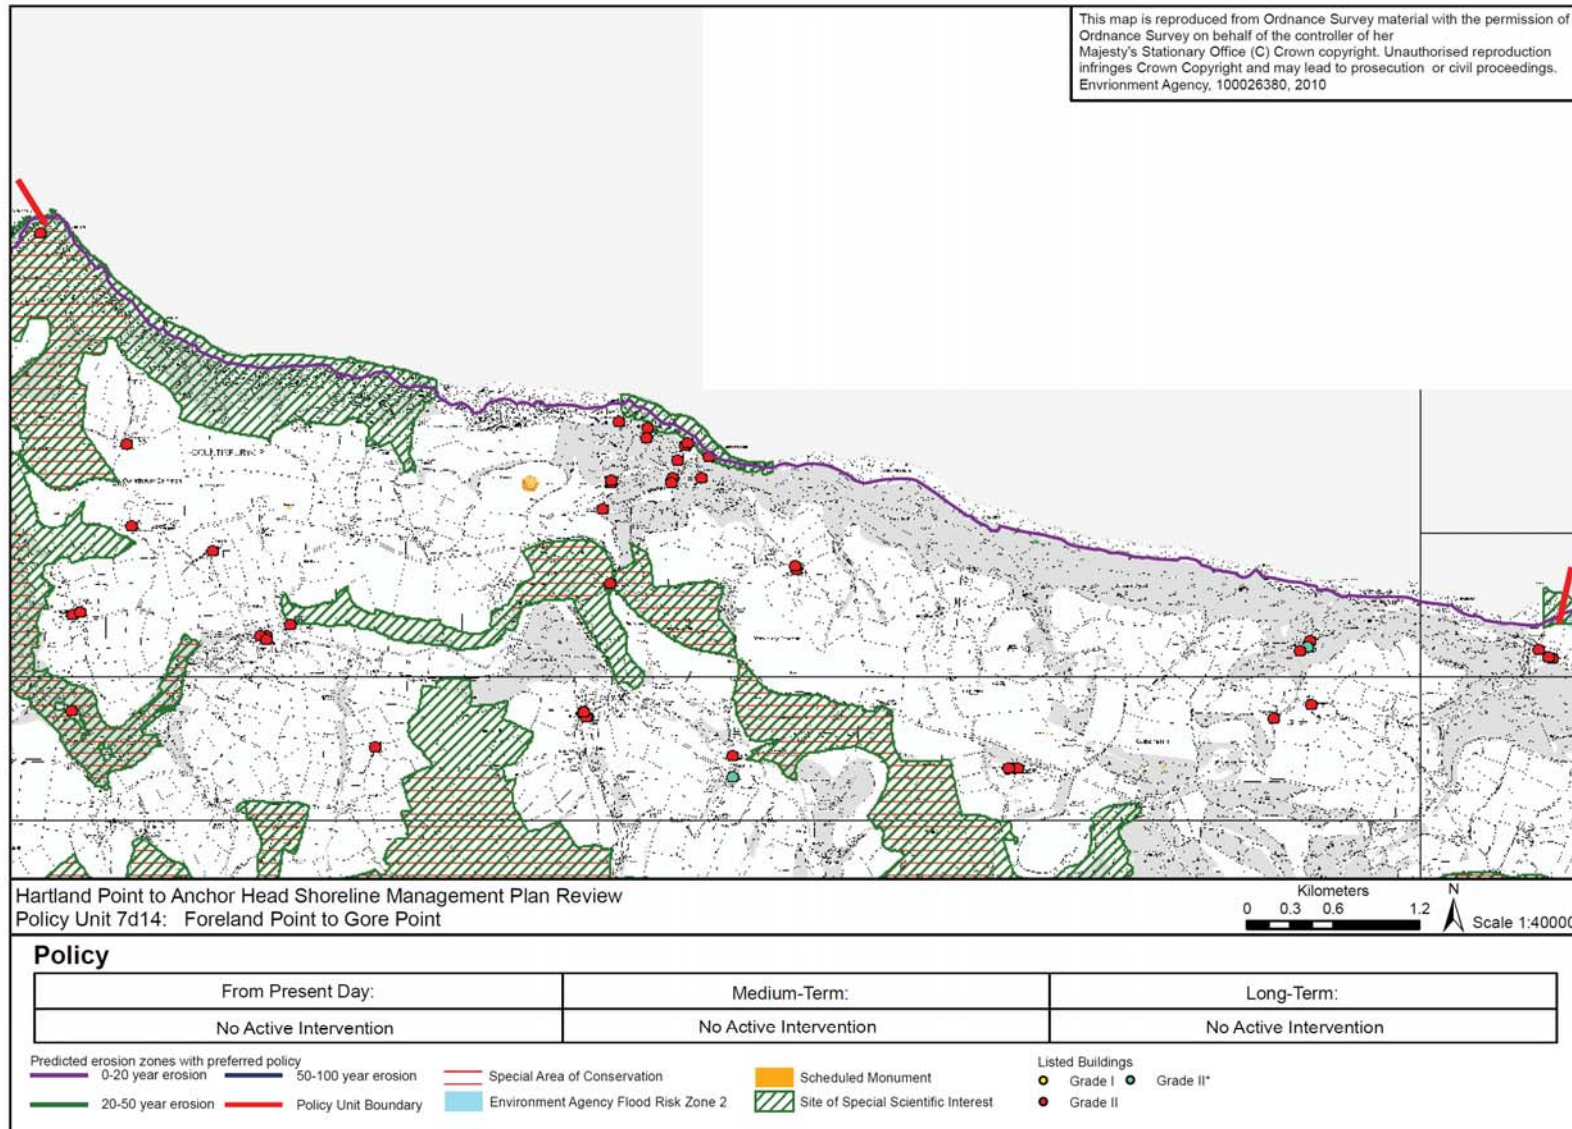 This map is reproduced from Ordnance Survey material with the permission of
Ordnance Survey on behalf of the controller of her
Majesty's Stationary Office (C) Crown copyright. Unauthorised reproduction
infringes Crown Copyright and may lead to prosecution or civil proceedings.
Envrionment Agency, 100026380, 2010
Hartland Point to Anchor Head Shoreline Management Plan Review
Policy Unit 7d14: Foreland Point to Gore Point
Kilometers
0 0.3 0.6 1.2
N
Scale 1:40000
Policy
From Present Day: Medium-Term: Long-Term:
No Active Intervention No Active Intervention No Active Intervention
Predicted erosion zones with preferred policy
0-20 year erosion
50-100 year erosion
20-50 year erosion
Policy Unit Boundary
Special Area of Conservation
Environment Agency Flood Risk Zone 2
Scheduled Monument
Site of Special Scientific Interest
Listed Buildings
Grade I
Grade II*
Grade II